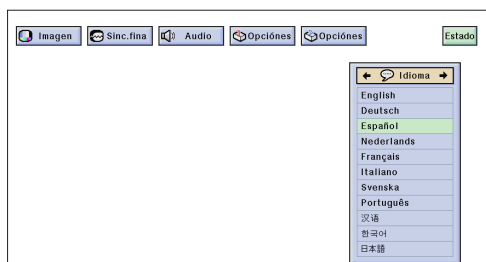 Imagen Sinc.fina Audio Opciónes Opciónes Estado
Idioma
English
Deutsch
Español
Nederlands
Français
Italiano
Svenska
Português
汉语
한국어
日本語